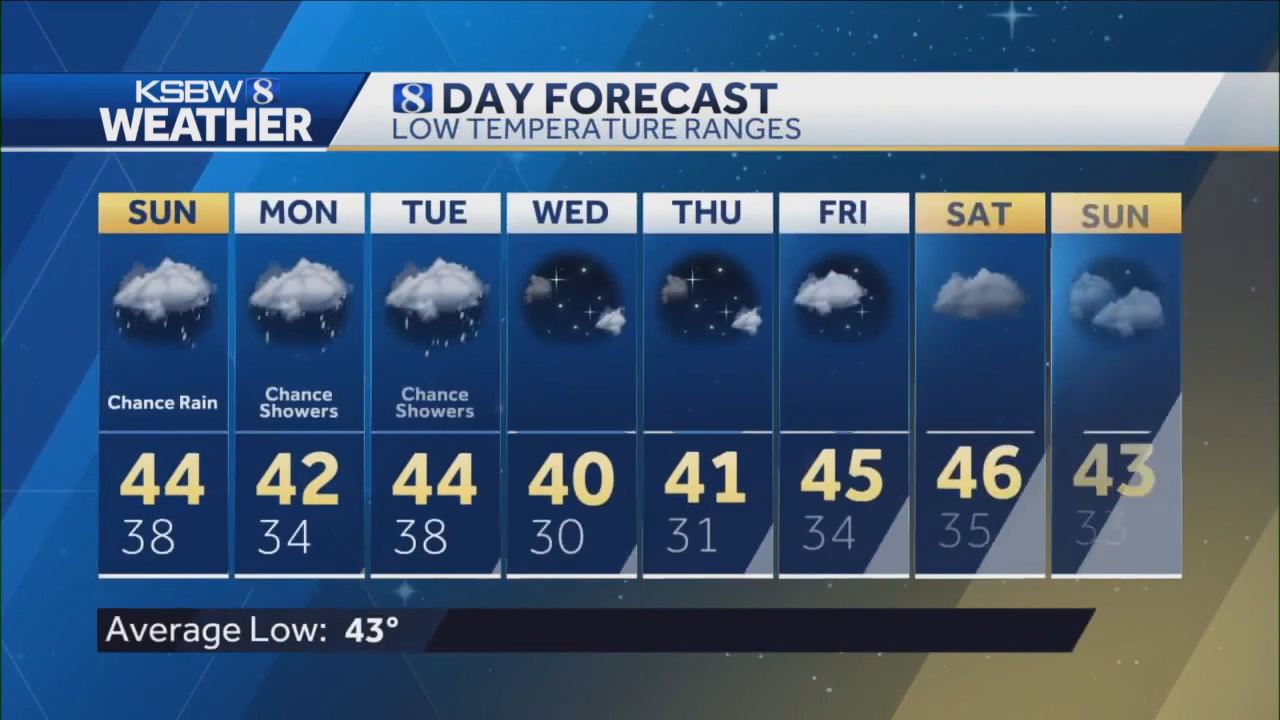 KSBW 8
WEATHER
8 DAY FORECAST
LOW TEMPERATURE RANGES
SUN MON TUE WED THU FRI SAT SUN
Chance Rain
Chance Showers
Chance Showers
44 42 44 40 41 45 46 43
38 34 38 30 31 34 35 33
Average Low: 43°